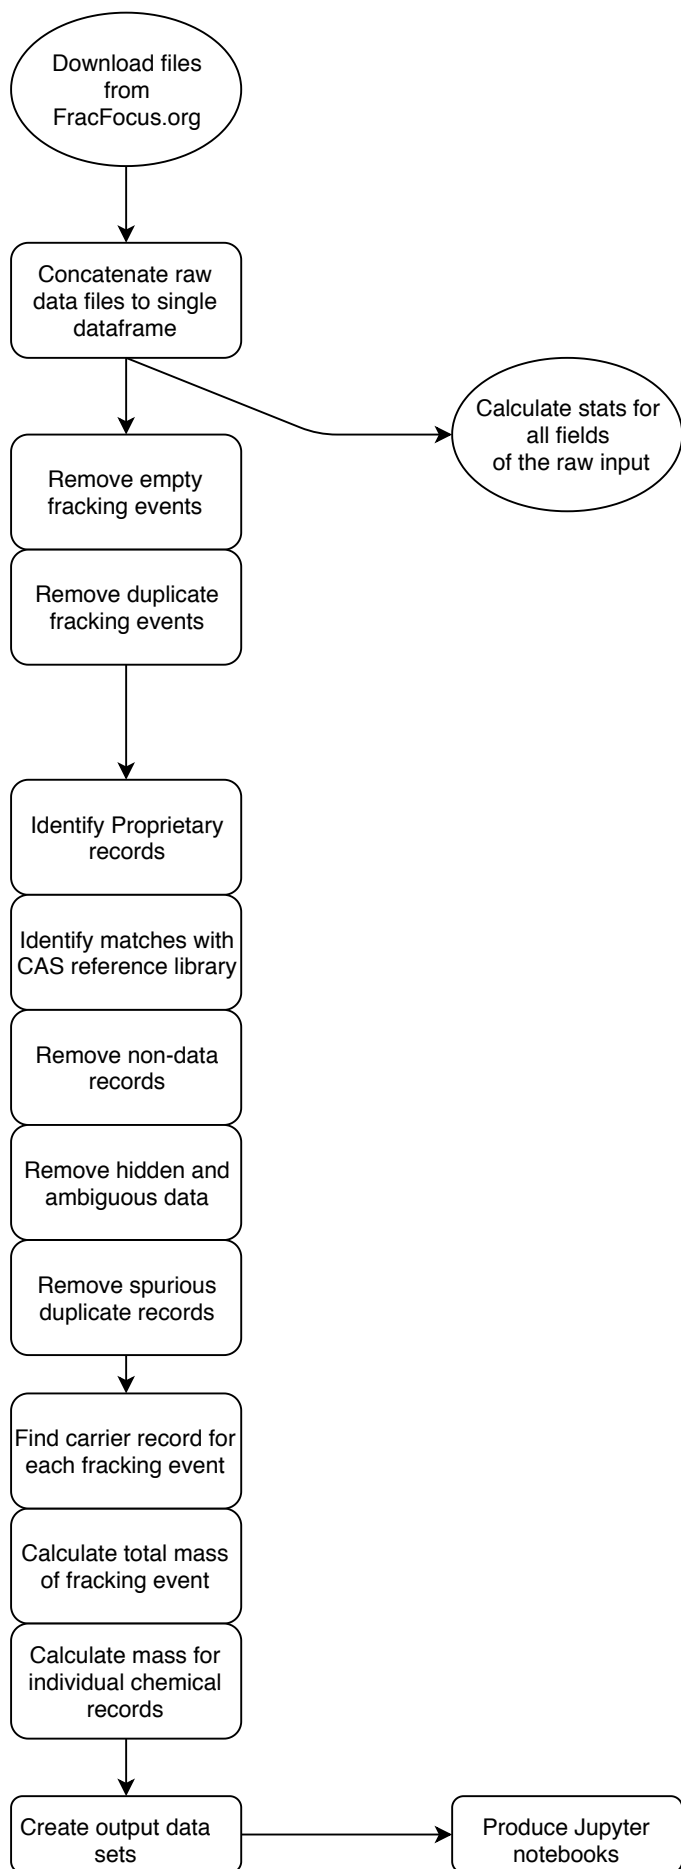 Download files
from
FracFocus.org
Concatenate raw
data files to single
dataframe
Calculate stats for
all fields
of the raw input
Remove empty
fracking events
Remove duplicate
fracking events
Identify Proprietary
records
Identify matches with
CAS reference library
Remove non-data
records
Remove hidden and
ambiguous data
Remove spurious
duplicate records
Find carrier record for
each fracking event
Calculate total mass
of fracking event
Calculate mass for
individual chemical
records
Create output data
sets
Produce Jupyter
notebooks